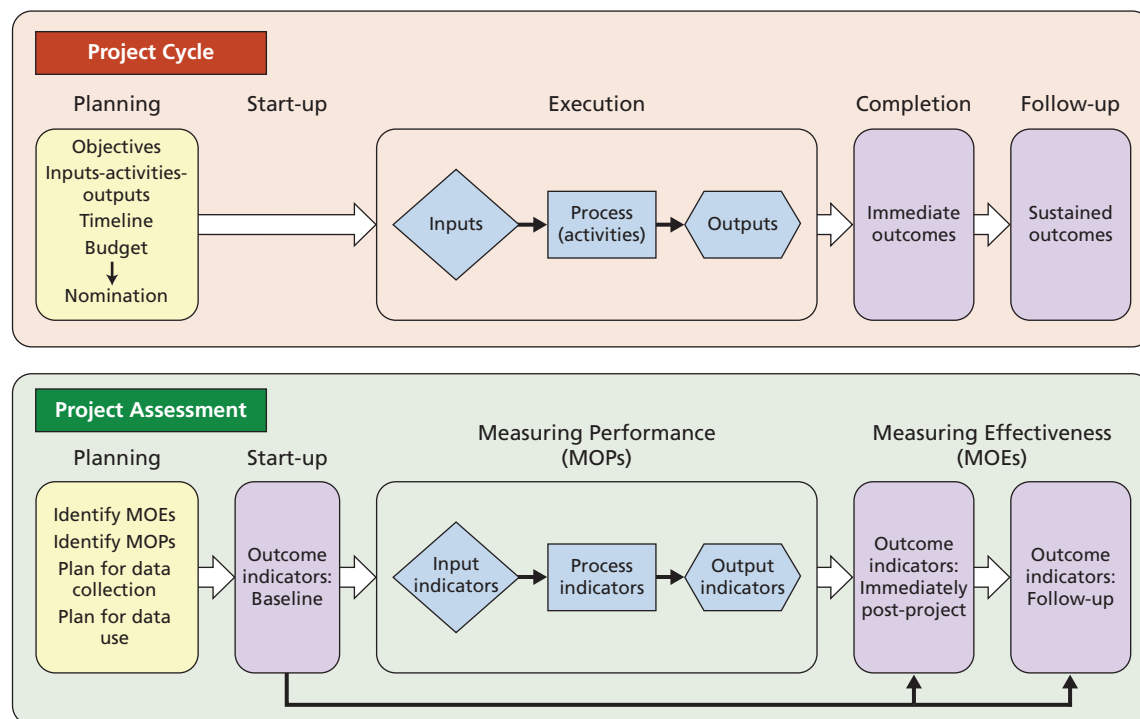 Project Cycle
Planning
Start-up
Execution
Completion
Follow-up
Objectives
Inputs-activities-
outputs
Timeline
Budget
Nomination
Inputs
Process
(activities)
Outputs
Immediate
outcomes
Sustained
outcomes
Project Assessment
Planning
Start-up
Measuring Performance
(MOPs)
Measuring Effectiveness
(MOEs)
Identify MOEs
Identify MOPs
Plan for data
collection
Plan for data
use
Outcome
indicators:
Baseline
Input
indicators
Process
indicators
Output
indicators
Outcome
indicators:
Immediately
post-project
Outcome
indicators:
Follow-up